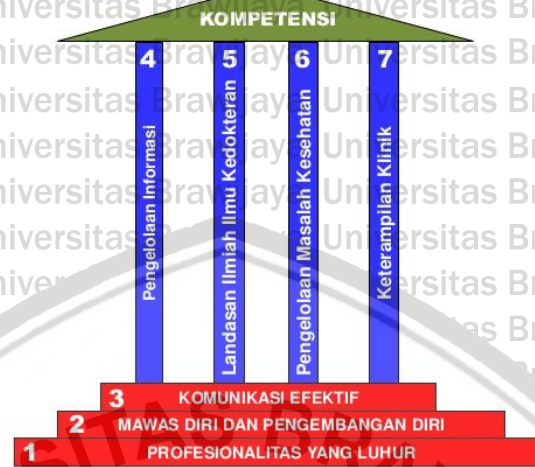 KOMPETENSI
4 Pengelolaan Informasi
5 Landasan Ilmiah Ilmu Kedokteran
6 Pengelolaan Masalah Kesehatan
7 Keterampilan Klinik
3 KOMUNIKASI EFEKTIF
2 MAWAS DIRI DAN PENGEMBANGAN DIRI
1 PROFESIONALITAS YANG LUHUR